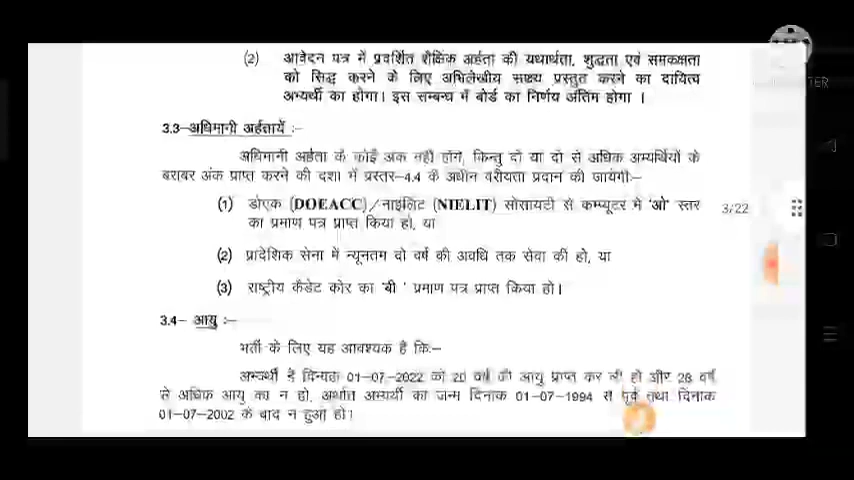 (2) आवेदन पत्र में प्रदर्शित शैक्षिक अर्हता की यथार्थता, शुद्धता एवं समकक्षता
को सिद्ध करने के लिए अभिलेखीय साक्ष्य प्रस्तुत करने का दायित्व
अभ्यर्थी का होगा। इस सम्बन्ध में बोर्ड का निर्णय अंतिम होगा ।
3.3–अधिमानी अर्हतायें :–
अधिमानी अर्हता के कोई अंक नहीं होंगे, किन्तु दो या दो से अधिक अभ्यर्थियों के
बराबर अंक प्राप्त करने की दशा में प्रस्तर–4.4 के अधीन वरीयता प्रदान की जायेगी:–
(1) डोएक (DOEACC)/नाइलिट (NIELIT) सोसायटी से कम्प्यूटर में 'ओ' स्तर
का प्रमाण पत्र प्राप्त किया हो, या
3/22
(2) प्रादेशिक सेना में न्यूनतम दो वर्ष की अवधि तक सेवा की हो, या
(3) राष्ट्रीय कैडेट कोर का 'बी ' प्रमाण पत्र प्राप्त किया हो।
3.4– आयु :–
भर्ती के लिए यह आवश्यक है कि:–
अभ्यर्थी ने दिनांक 01–07–2022 को 20 वर्ष की आयु प्राप्त कर ली हो और 28 वर्ष
से अधिक आयु का न हो, अर्थात अभ्यर्थी का जन्म दिनांक 01–07–1994 से पूर्व तथा दिनांक
01–07–2002 के बाद न हुआ हो।